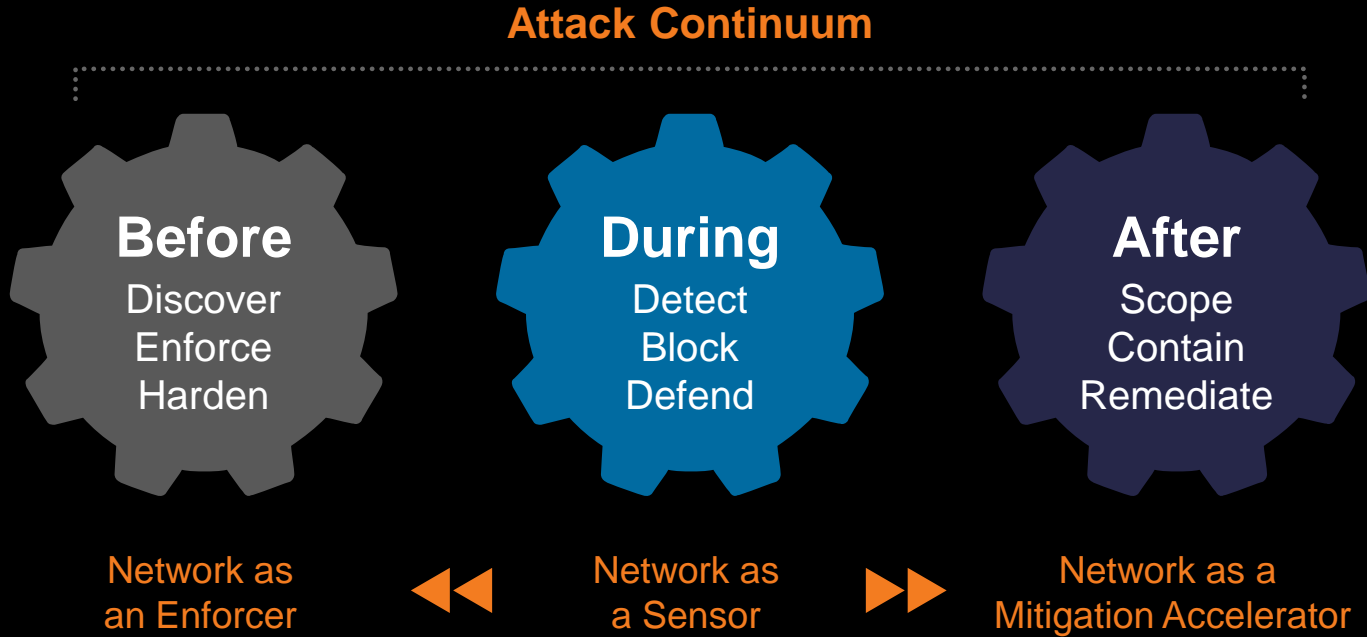 Attack Continuum
Before
Discover
Enforce
Harden
During
Detect
Block
Defend
After
Scope
Contain
Remediate
Network as
an Enforcer
Network as
a Sensor
Network as a
Mitigation Accelerator